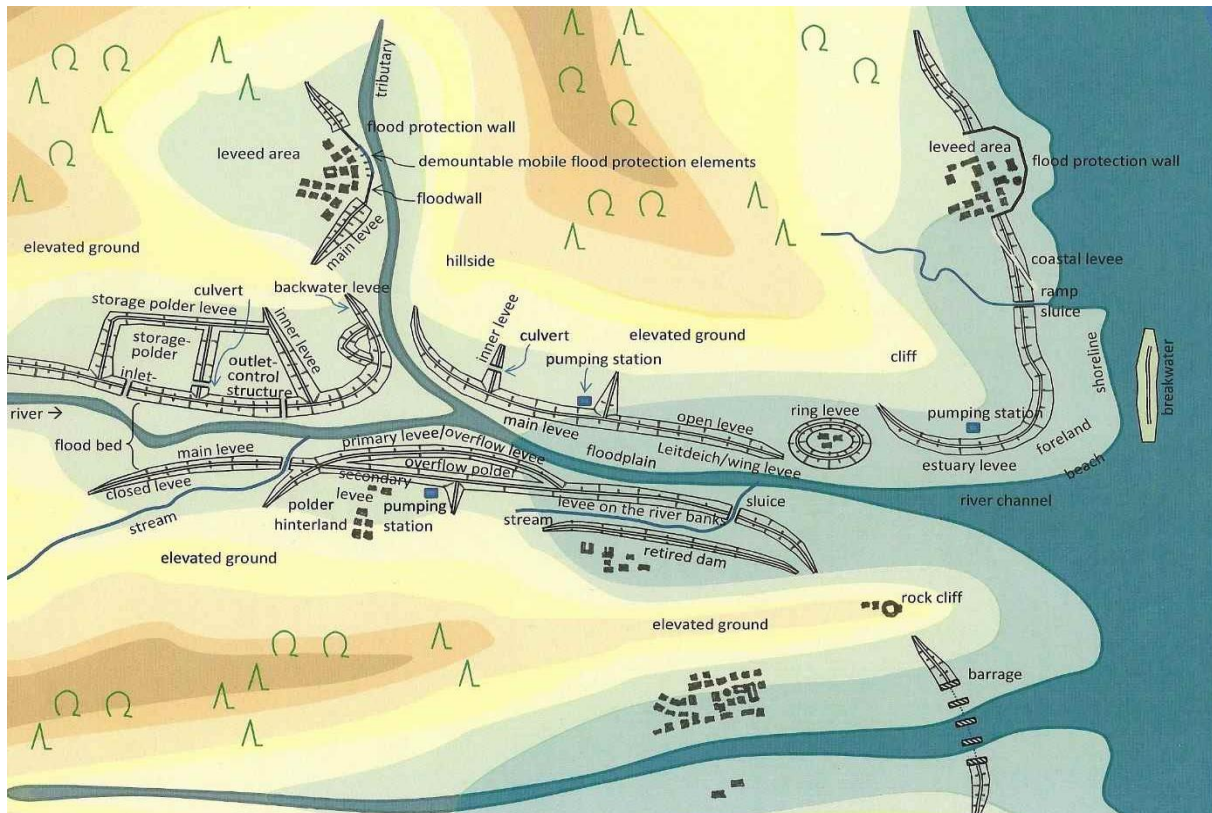 tributary
flood protection wall
leveed area
demountable mobile flood protection elements
floodwall
main levee
elevated ground
hillside
leveed area
flood protection wall
coastal levee
ramp
sluice
culvert
backwater levee
storage polder levee
storage-
polder
inlet-
outlet-
control
structure
inner levee
inner levee
culvert
elevated ground
pumping station
cliff
shoreline
breakwater
river →
flood bed
main levee
closed levee
primary levee/overflow levee
overflow polder
secondary
levee
main levee
open levee
Leitdeich/wing levee
floodplain
ring levee
pumping station
estuary levee
foreland
beach
river channel
stream
polder
hinterland
pumping
station
stream
levee on the river bank
sluice
retired dam
elevated ground
rock cliff
elevated ground
barrage